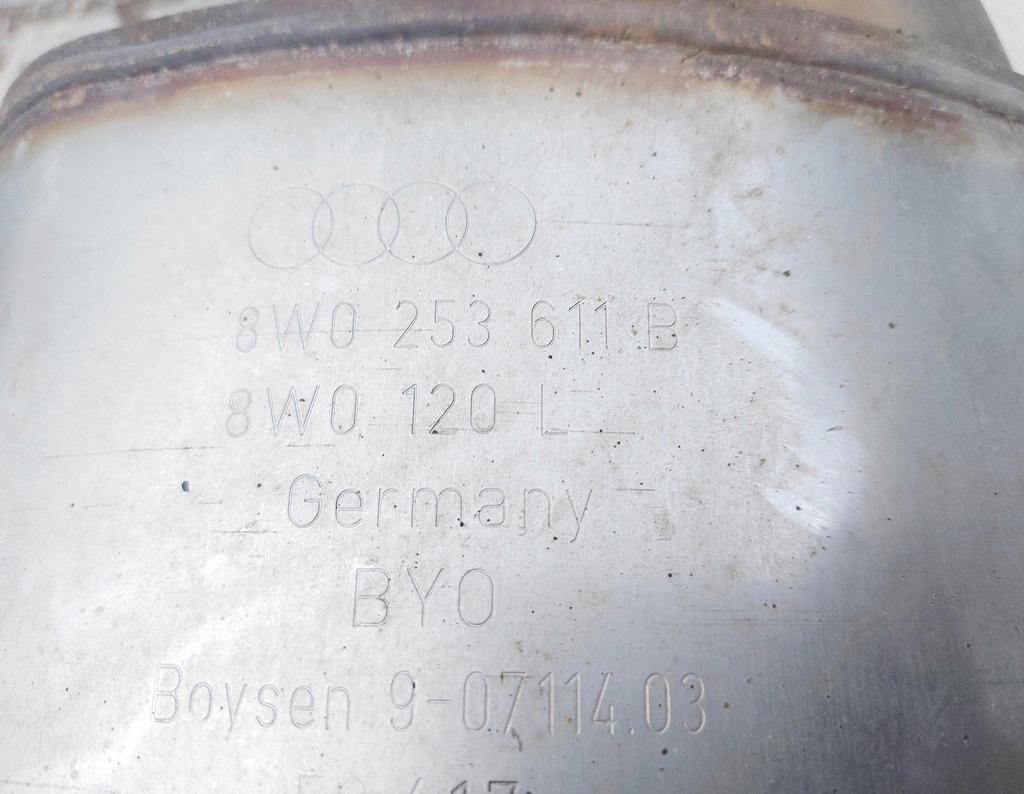 8W0 253 611 B
8W0 120 L
Germany
BYO
Boysen 9-07114.03